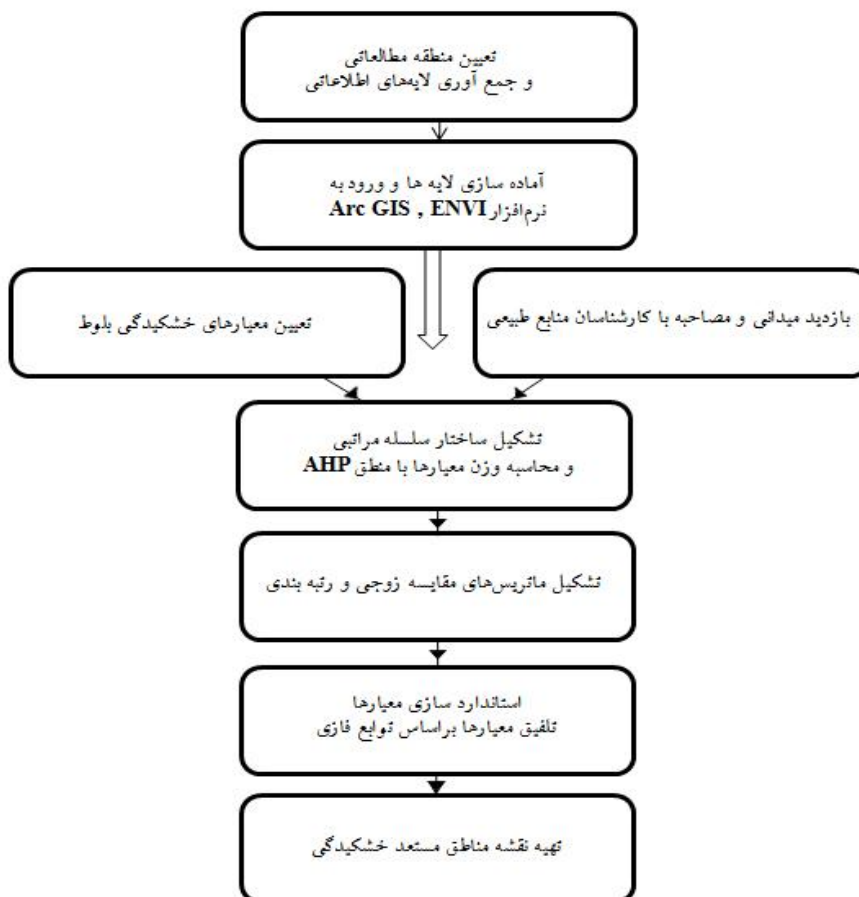 تعیین منطقه مطالعاتی
و جمع آوری لایه‌های اطلاعاتی
آماده سازی لایه ها و ورود به
نرم‌افزار Arc GIS , ENVI
بازدید میدانی و مصاحبه با کارشناسان منابع طبیعی
تعیین معیارهای خشکیدگی بلوط
تشکیل ساختار سلسله مراتبی
و محاسبه وزن معیارها با منطق AHP
تشکیل ماتریس‌های مقایسه زوجی و رتبه بندی
استاندارد سازی معیارها
تلفیق معیارها براساس توابع فازی
تهیه نقشه مناطق مستعد خشکیدگی